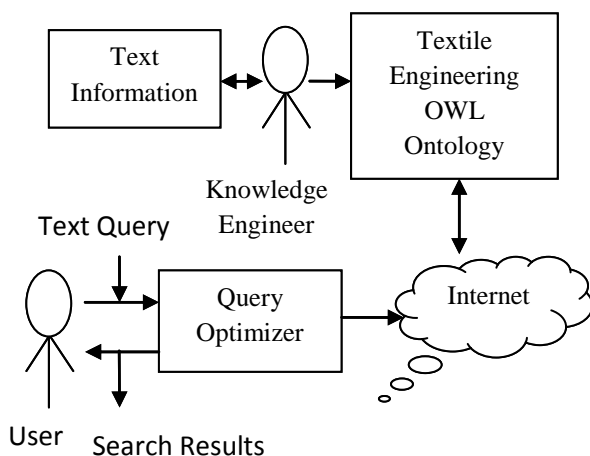 Text
Information
Textile
Engineering
OWL
Ontology
Knowledge
Engineer
Text Query
Query
Optimizer
Internet
User
Search Results